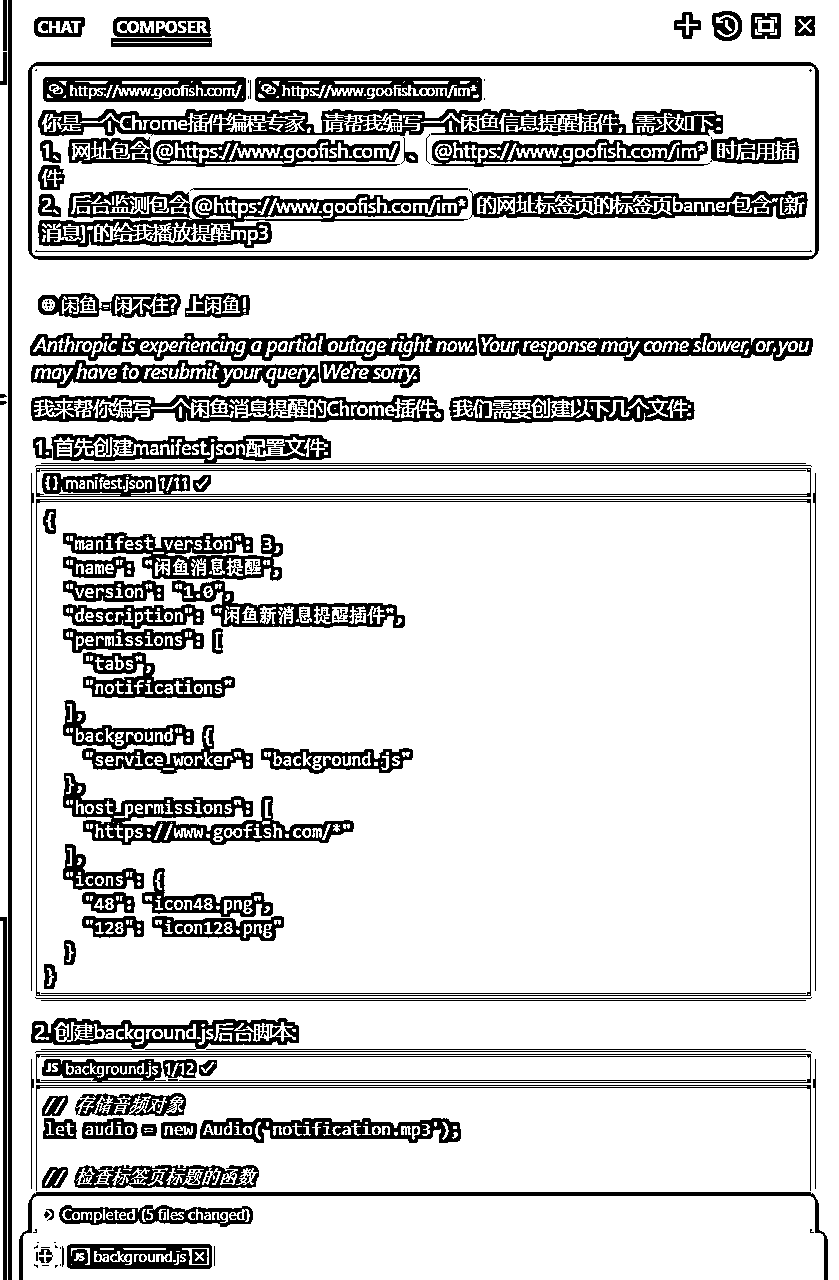 CHAT COMPOSER
https://www.goofish.com/ https://www.goofish.com/im*
你是一个Chrome插件编程专家，请帮我编写一个闲鱼信息提醒插件，需求如下：
1、网址包含 @https://www.goofish.com/ 、 @https://www.goofish.com/im* 时启用插
件
2、后台监测包含 @https://www.goofish.com/im* 的网址标签页的标签页banner包含“[新
消息]”的给我播放提醒mp3
闲鱼 - 闲不住？上闲鱼！
Anthropic is experiencing a partial outage right now. Your response may come slower, or you
may have to resubmit your query. We're sorry.
我来帮你编写一个闲鱼消息提醒的Chrome插件。我们需要创建以下几个文件:
1. 首先创建manifest.json配置文件:
{} manifest.json 1/11
{
"manifest_version": 3,
"name": "闲鱼消息提醒",
"version": "1.0",
"description": "闲鱼新消息提醒插件",
"permissions": [
"tabs",
"notifications"
],
"background": {
"service_worker": "background.js"
},
"host_permissions": [
"https://www.goofish.com/*"
],
"icons": {
"48": "icon48.png",
"128": "icon128.png"
}
}
2. 创建background.js后台脚本:
JS background.js 1/12
// 存储音频对象
let audio = new Audio('notification.mp3');
// 检查标签页标题的函数
Completed (5 files changed)
JS background.js